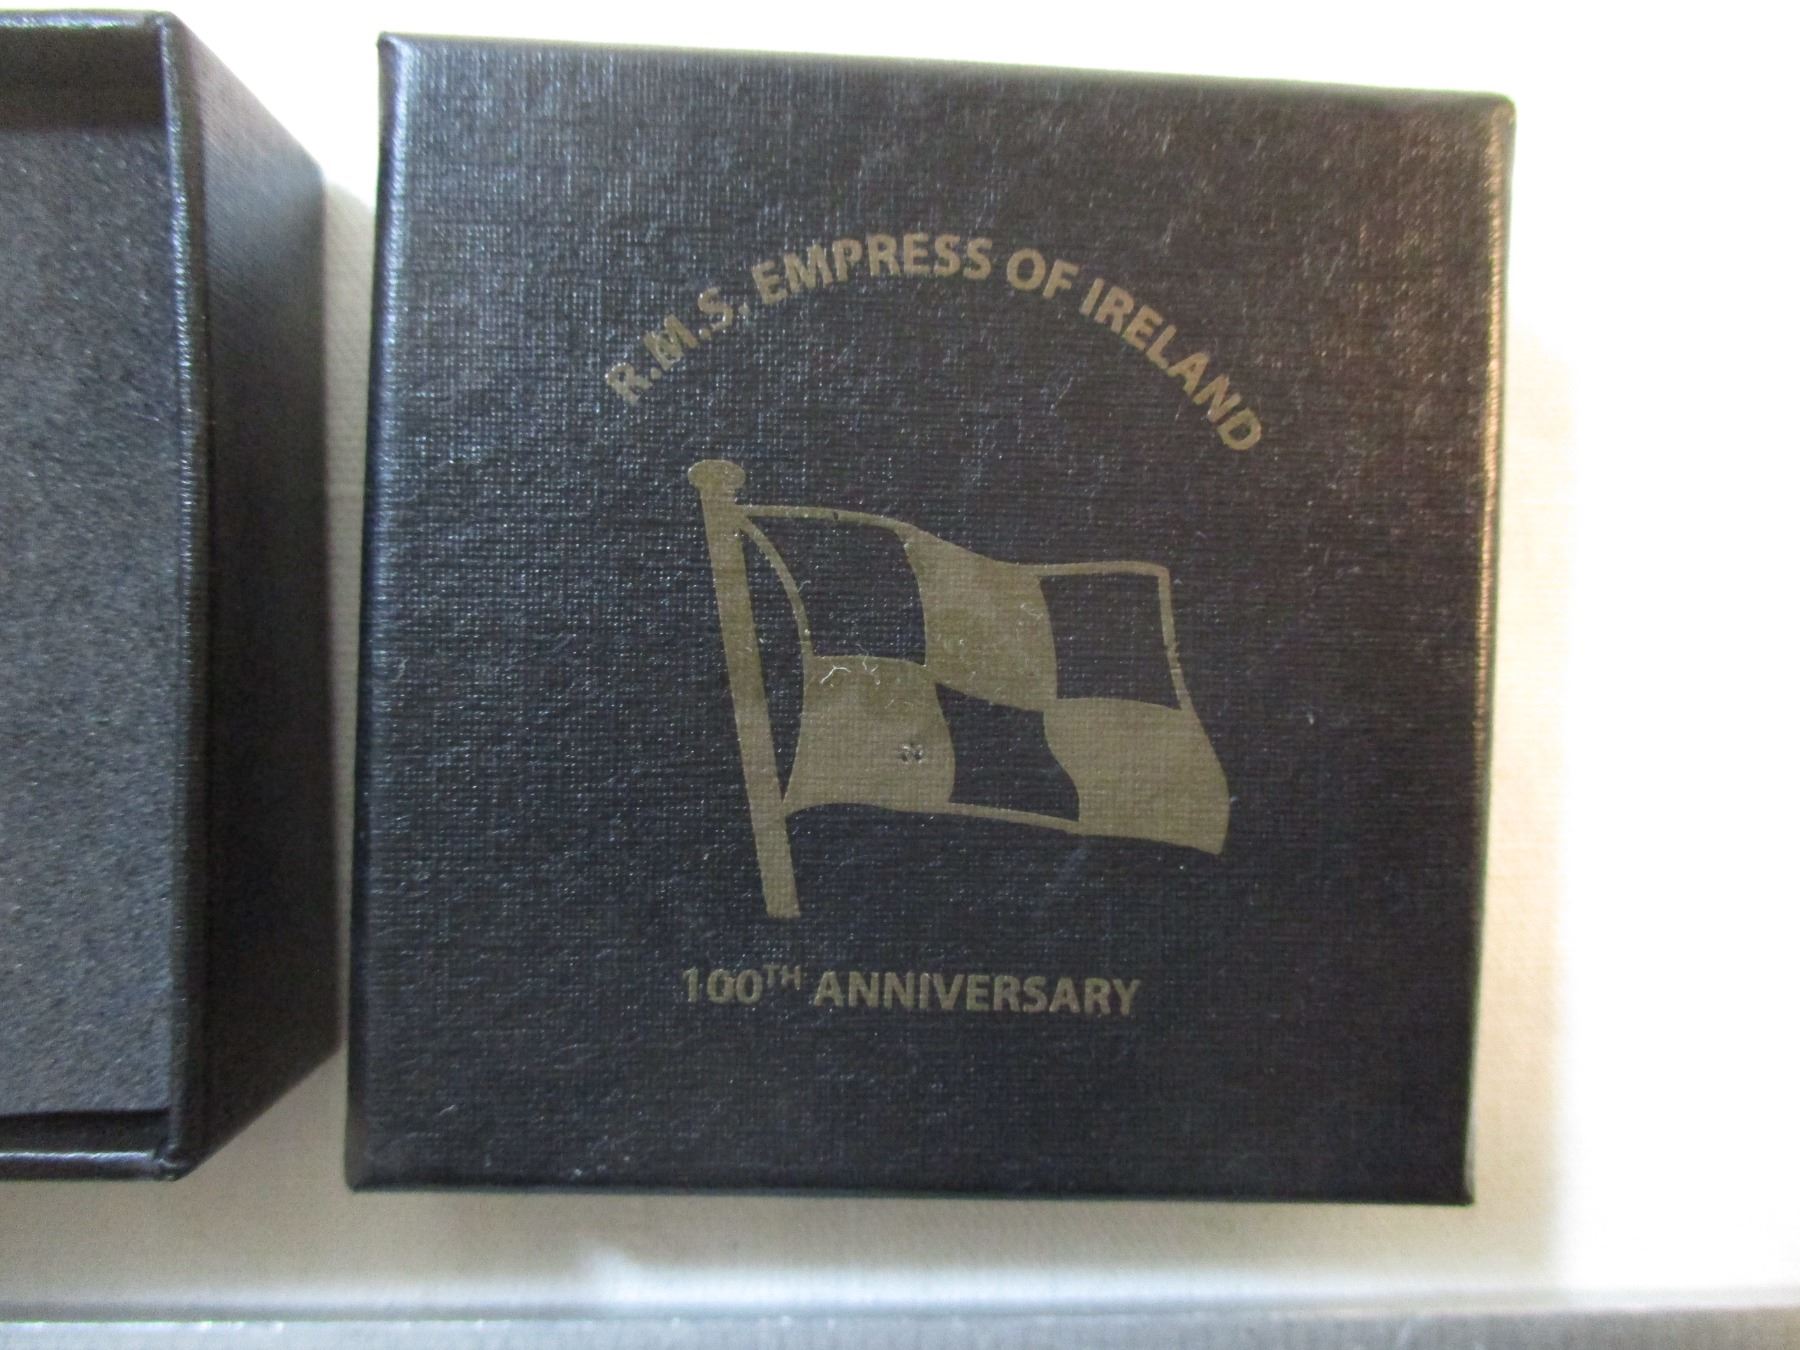 R.M.S. EMPRESS OF IRELAND
100TH ANNIVERSARY